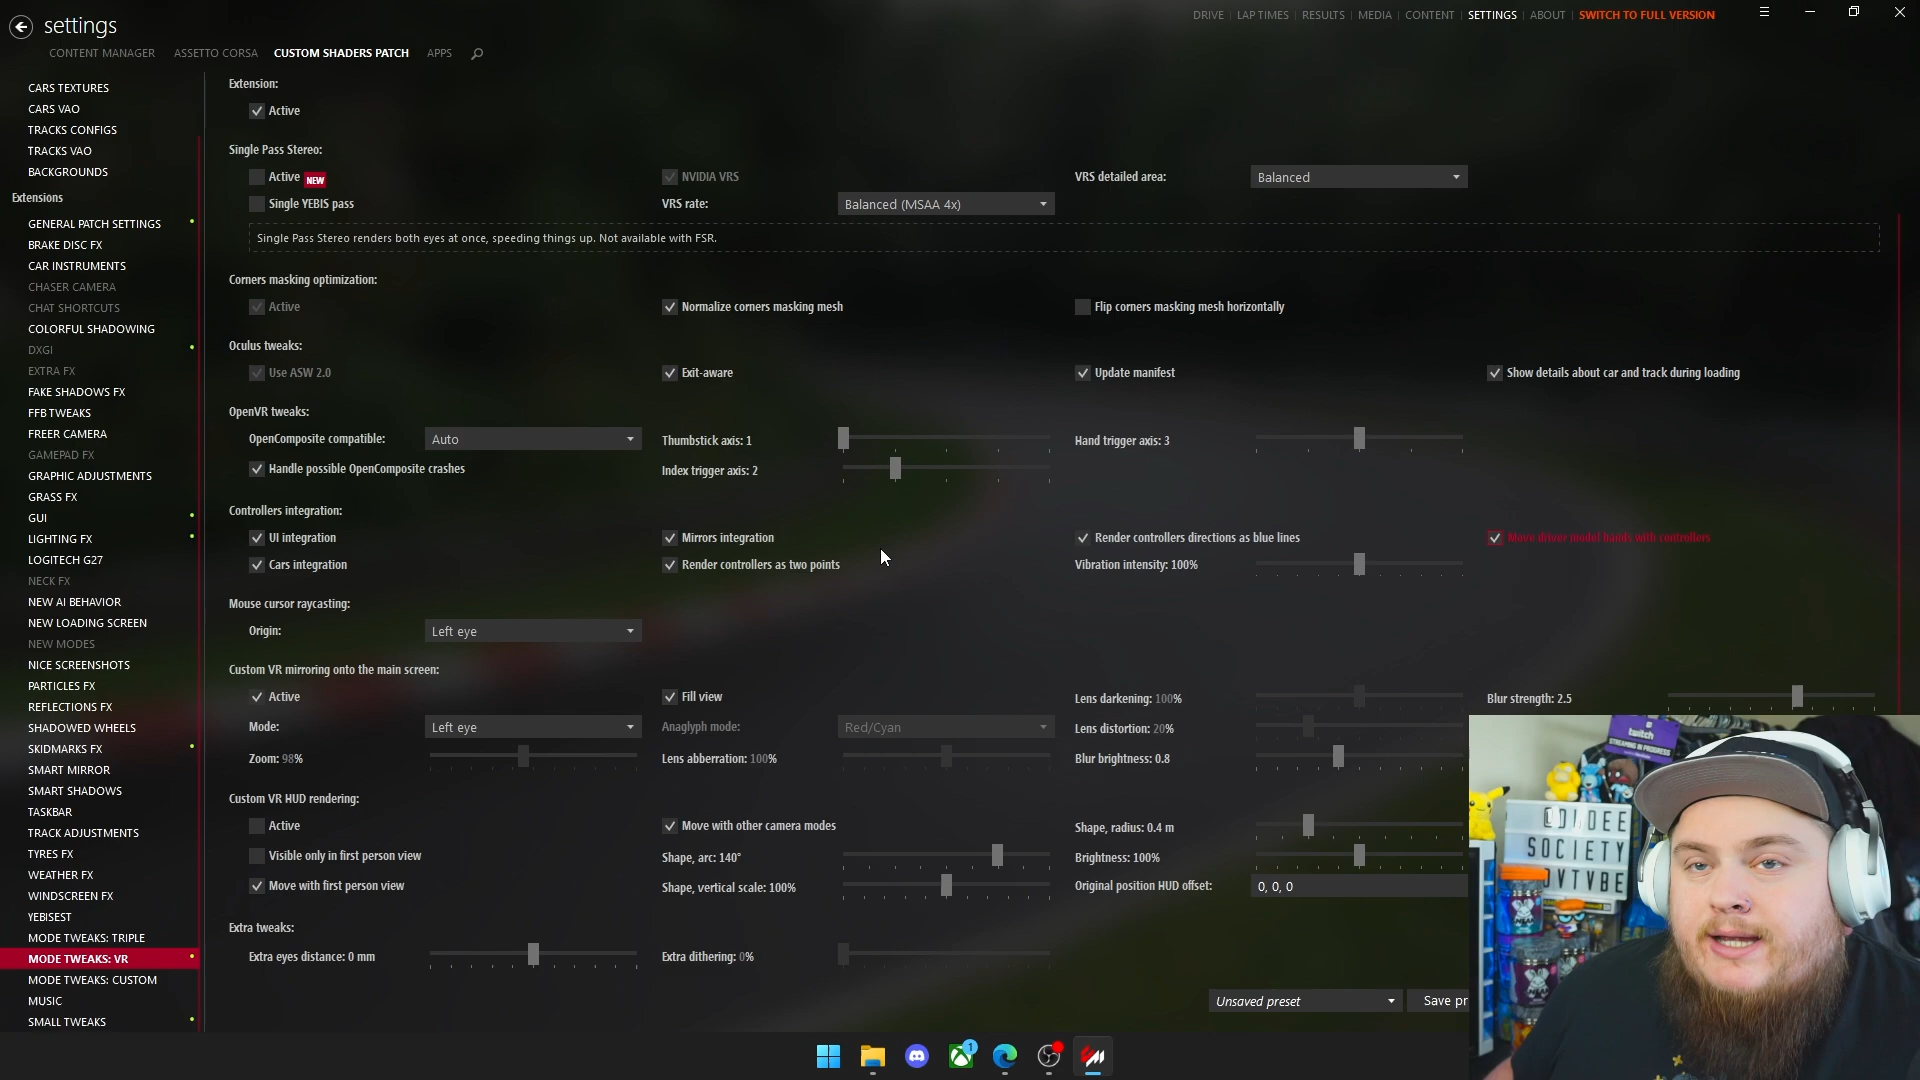 settings
DRIVE | LAP TIMES | RESULTS | MEDIA | CONTENT | SETTINGS | ABOUT | SWITCH TO FULL VERSION
CONTENT MANAGER ASSETTO CORSA CUSTOM SHADERS PATCH APPS
CARS TEXTURES
CARS VAO
TRACKS CONFIGS
TRACKS VAO
BACKGROUNDS
Extensions
GENERAL PATCH SETTINGS
BRAKE DISC FX
CAR INSTRUMENTS
CHASER CAMERA
CHAT SHORTCUTS
COLORFUL SHADOWING
DXGI
EXTRA FX
FAKE SHADOWS FX
FFB TWEAKS
FREER CAMERA
GAMEPAD FX
GRAPHIC ADJUSTMENTS
GRASS FX
GUI
LIGHTING FX
LOGITECH G27
NECK FX
NEW AI BEHAVIOR
NEW LOADING SCREEN
NEW MODES
NICE SCREENSHOTS
PARTICLES FX
REFLECTIONS FX
SHADOWED WHEELS
SKIDMARKS FX
SMART MIRROR
SMART SHADOWS
TASKBAR
TRACK ADJUSTMENTS
TYRES FX
WEATHER FX
WINDSCREEN FX
YEBISEST
MODE TWEAKS: TRIPLE
MODE TWEAKS: VR
MODE TWEAKS: CUSTOM
MUSIC
SMALL TWEAKS
Extension:
Active
Single Pass Stereo:
Active NEW NVIDIA VRS VRS detailed area: Balanced
Single YEBIS pass VRS rate: Balanced (MSAA 4x)
Single Pass Stereo renders both eyes at once, speeding things up. Not available with FSR.
Corners masking optimization:
Active Normalize corners masking mesh Flip corners masking mesh horizontally
Oculus tweaks:
Use ASW 2.0 Exit-aware Update manifest Show details about car and track during loading
OpenVR tweaks:
OpenComposite compatible: Auto Thumbstick axis: 1 Hand trigger axis: 3
Handle possible OpenComposite crashes Index trigger axis: 2
Controllers integration:
UI integration Mirrors integration Render controllers directions as blue lines Move driver model hands with controllers
Cars integration Render controllers as two points Vibration intensity: 100%
Mouse cursor raycasting:
Origin: Left eye
Custom VR mirroring onto the main screen:
Active Fill view Lens darkening: 100% Blur strength: 2.5
Mode: Left eye Anaglyph mode: Red/Cyan Lens distortion: 20%
Zoom: 98% Lens abberration: 100% Blur brightness: 0.8
Custom VR HUD rendering:
Active Move with other camera modes Shape, radius: 0.4 m
Visible only in first person view Shape, arc: 140° Brightness: 100%
Move with first person view Shape, vertical scale: 100% Original position HUD offset: 0, 0, 0
Extra tweaks:
Extra eyes distance: 0 mm Extra dithering: 0%
Unsaved preset Save pr
twitch
STREAMING IN PROGRESS
SOCIETY
1